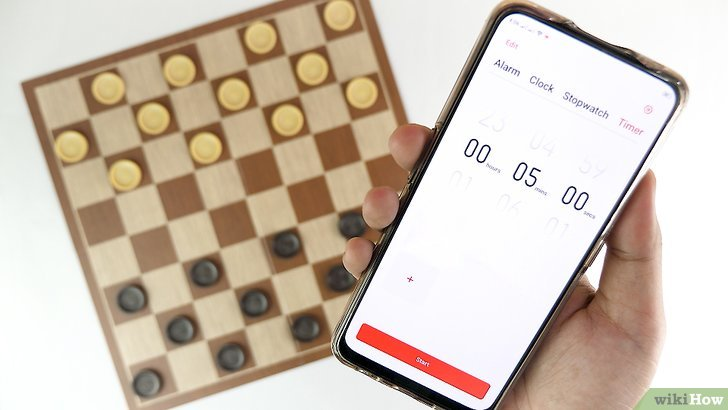 Edit
Alarm Clock Stopwatch Timer
23 04 59
00 hours 05 mins 00 secs
01 06 01
+
Start
wikiHow